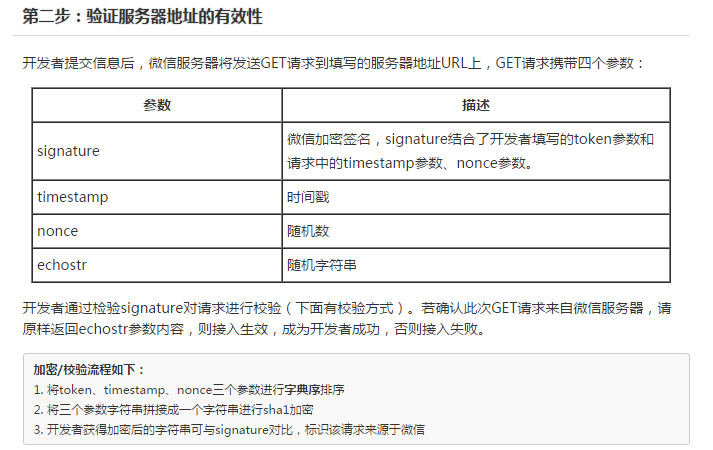 第二步：验证服务器地址的有效性
开发者提交信息后，微信服务器将发送GET请求到填写的服务器地址URL上，GET请求携带四个参数：
参数 描述
signature 微信加密签名，signature结合了开发者填写的token参数和
请求中的timestamp参数、nonce参数。
timestamp 时间戳
nonce 随机数
echostr 随机字符串
开发者通过检验signature对请求进行校验（下面有校验方式）。若确认此次GET请求来自微信服务器，请
原样返回echostr参数内容，则接入生效，成为开发者成功，否则接入失败。
加密/校验流程如下：
1. 将token、timestamp、nonce三个参数进行字典序排序
2. 将三个参数字符串拼接成一个字符串进行sha1加密
3. 开发者获得加密后的字符串可与signature对比，标识该请求来源于微信